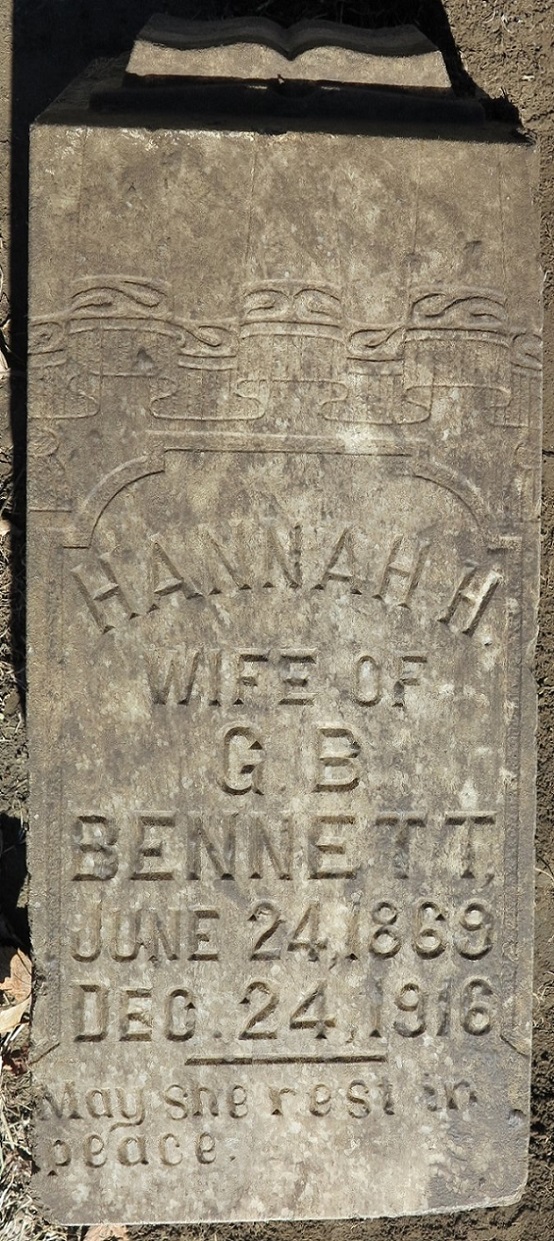 HANNAH H
WIFE OF
G. B
BENNETT,
JUNE 24, 1869
DEC. 24, 1916
May she rest in
peace.